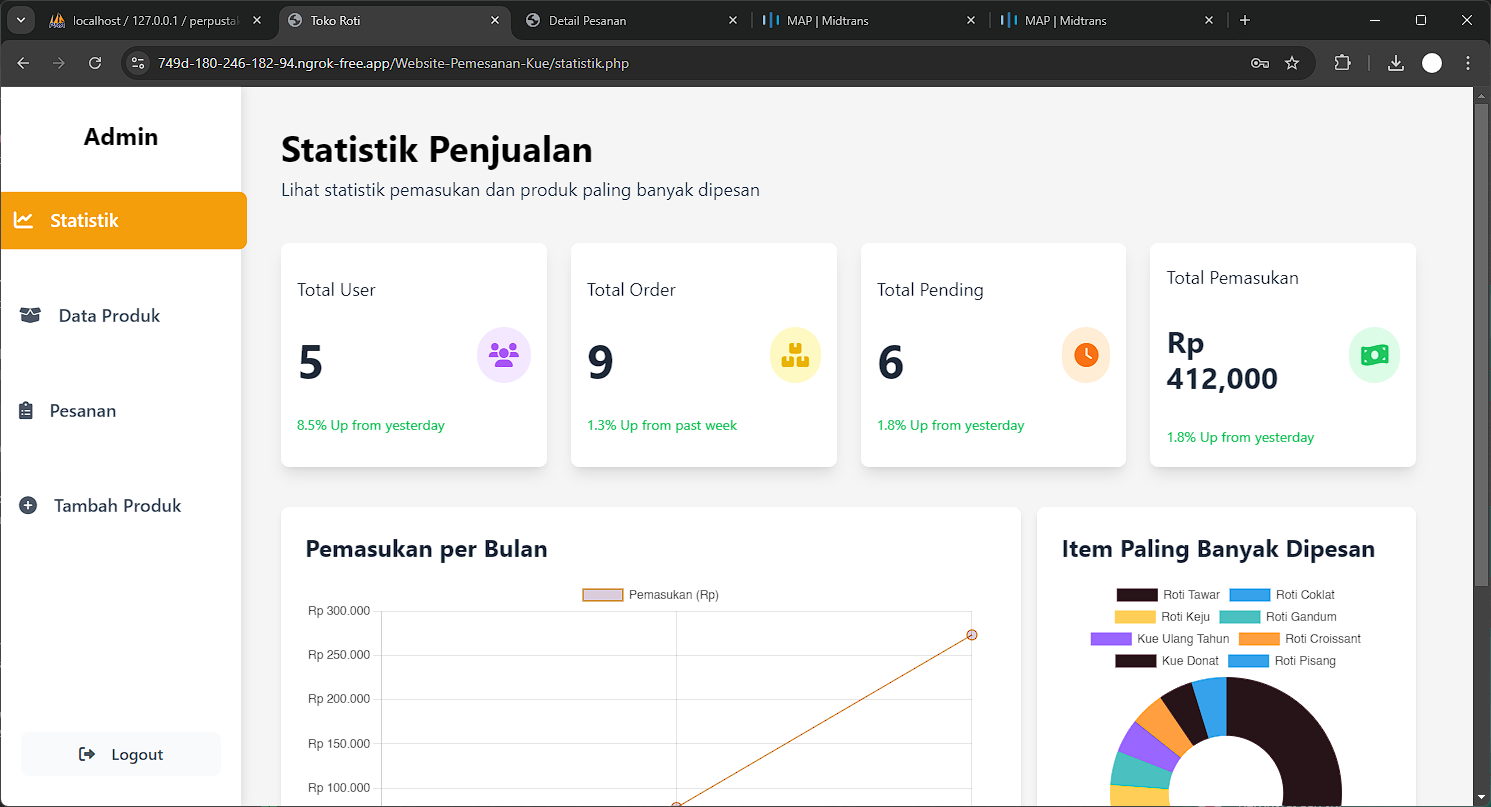 localhost / 127.0.0.1 / perpustak
Toko Roti
Detail Pesanan
MAP | Midtrans
MAP | Midtrans
749d-180-246-182-94.ngrok-free.app/Website-Pemesanan-Kue/statistik.php
Admin
Statistik
Data Produk
Pesanan
Tambah Produk
Logout
Statistik Penjualan
Lihat statistik pemasukan dan produk paling banyak dipesan
Total User
5
8.5% Up from yesterday
Total Order
9
1.3% Up from past week
Total Pending
6
1.8% Up from yesterday
Total Pemasukan
Rp
412,000
1.8% Up from yesterday
Pemasukan per Bulan
Pemasukan (Rp)
Rp 300.000
Rp 250.000
Rp 200.000
Rp 150.000
Rp 100.000
Item Paling Banyak Dipesan
Roti Tawar Roti Coklat
Roti Keju Roti Gandum
Kue Ulang Tahun Roti Croissant
Kue Donat Roti Pisang